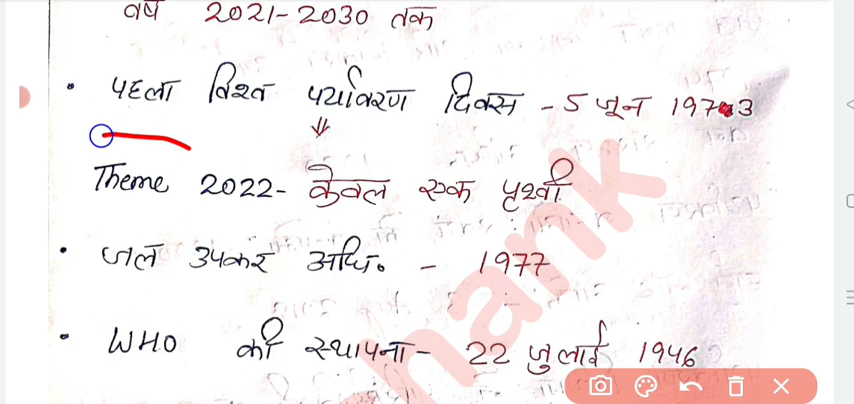 वर्ष 2021-2030 तक
• पहला विश्व पर्यावरण दिवस - 5 जून 1973
Theme 2022- केवल एक पृथ्वी
• जल उपकर अधि० - 1977
• WHO की स्थापना - 22 जुलाई 1946
hank